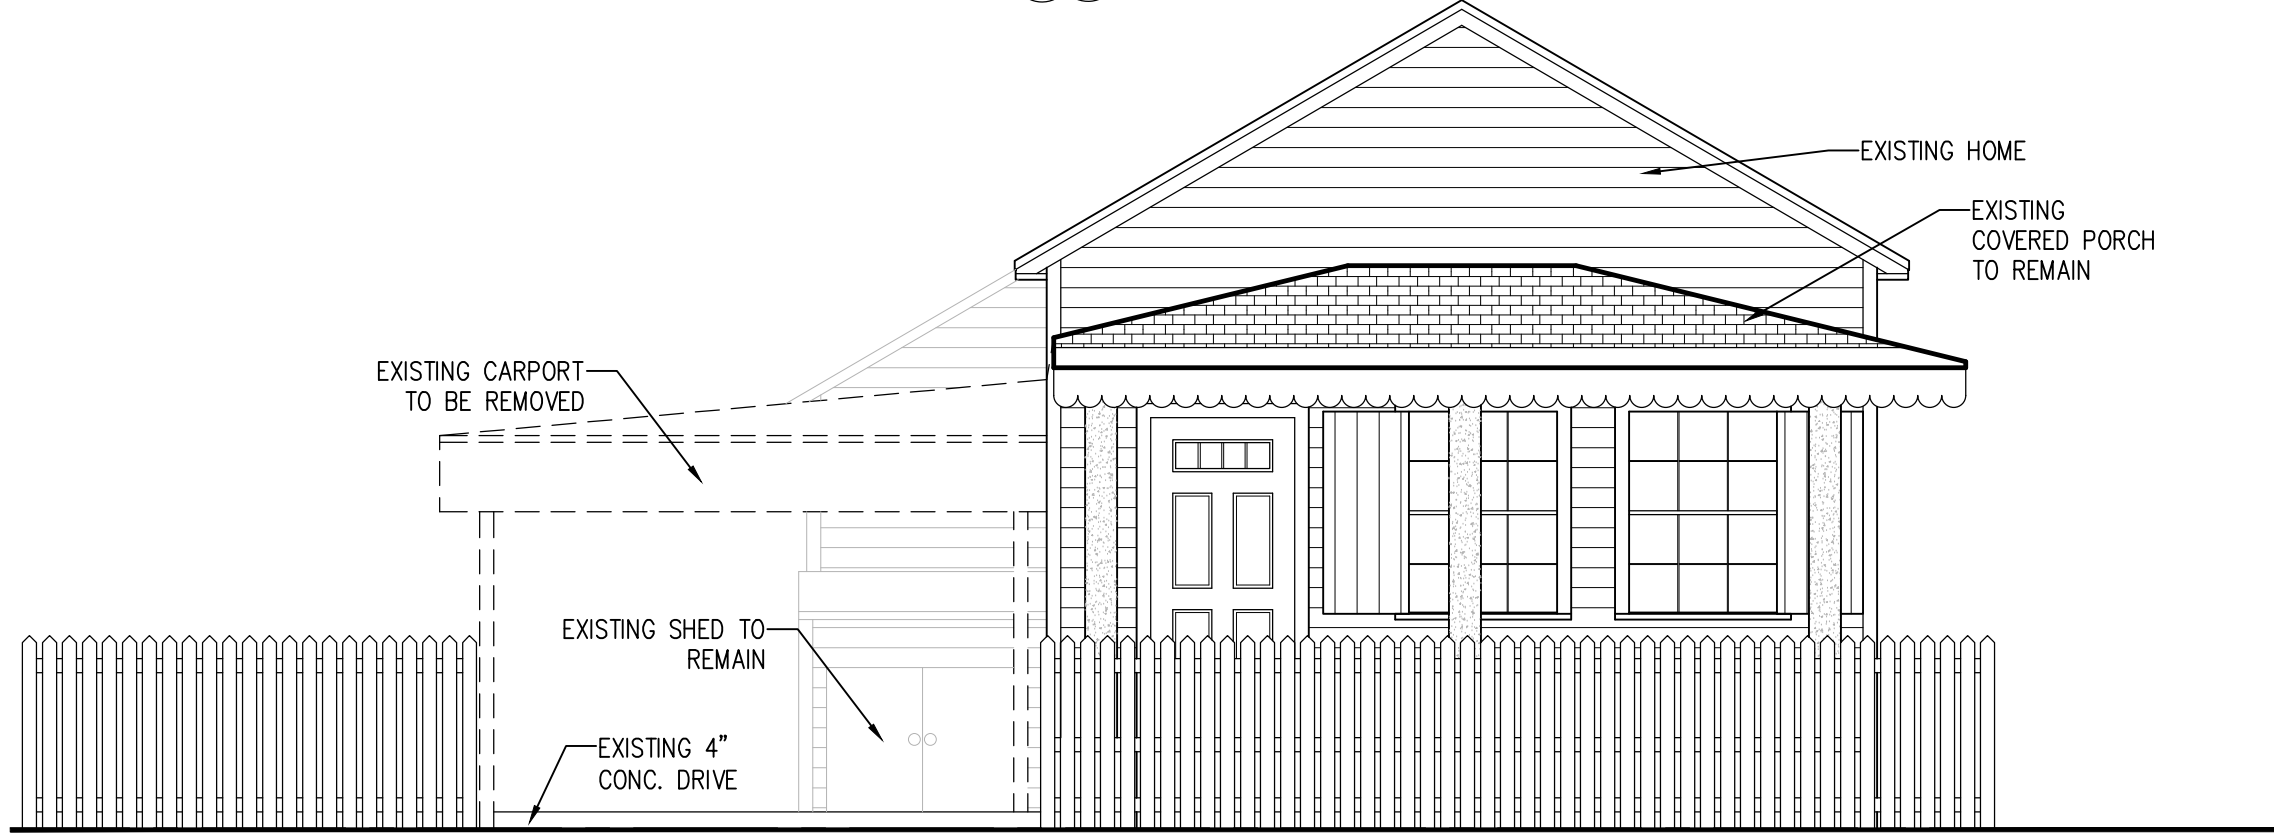 EXISTING HOME
EXISTING
COVERED PORCH
TO REMAIN
EXISTING CARPORT
TO BE REMOVED
EXISTING SHED TO
REMAIN
EXISTING 4”
CONC. DRIVE